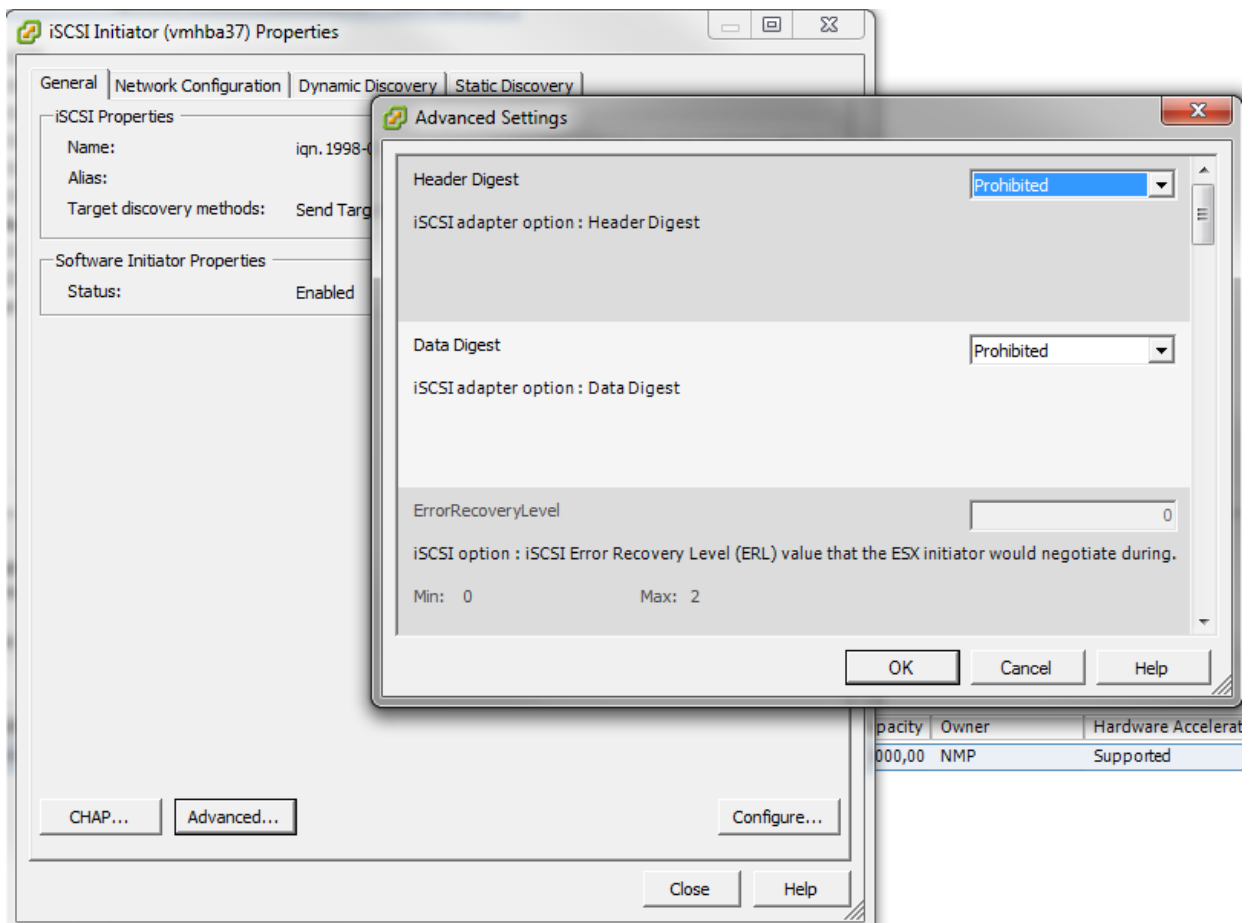 iSCSI Initiator (vmhba37) Properties
General Network Configuration Dynamic Discovery Static Discovery
iSCSI Properties
Name: iqn.1998-
Alias:
Target discovery methods: Send Targ
Software Initiator Properties
Status: Enabled
CHAP... Advanced... Configure...
Close Help
Advanced Settings
Header Digest Prohibited
iSCSI adapter option : Header Digest
Data Digest Prohibited
iSCSI adapter option : Data Digest
ErrorRecoveryLevel 0
iSCSI option : iSCSI Error Recovery Level (ERL) value that the ESX initiator would negotiate during.
Min: 0 Max: 2
OK Cancel Help
pacity Owner Hardware Accelerat
000,00 NMP Supported